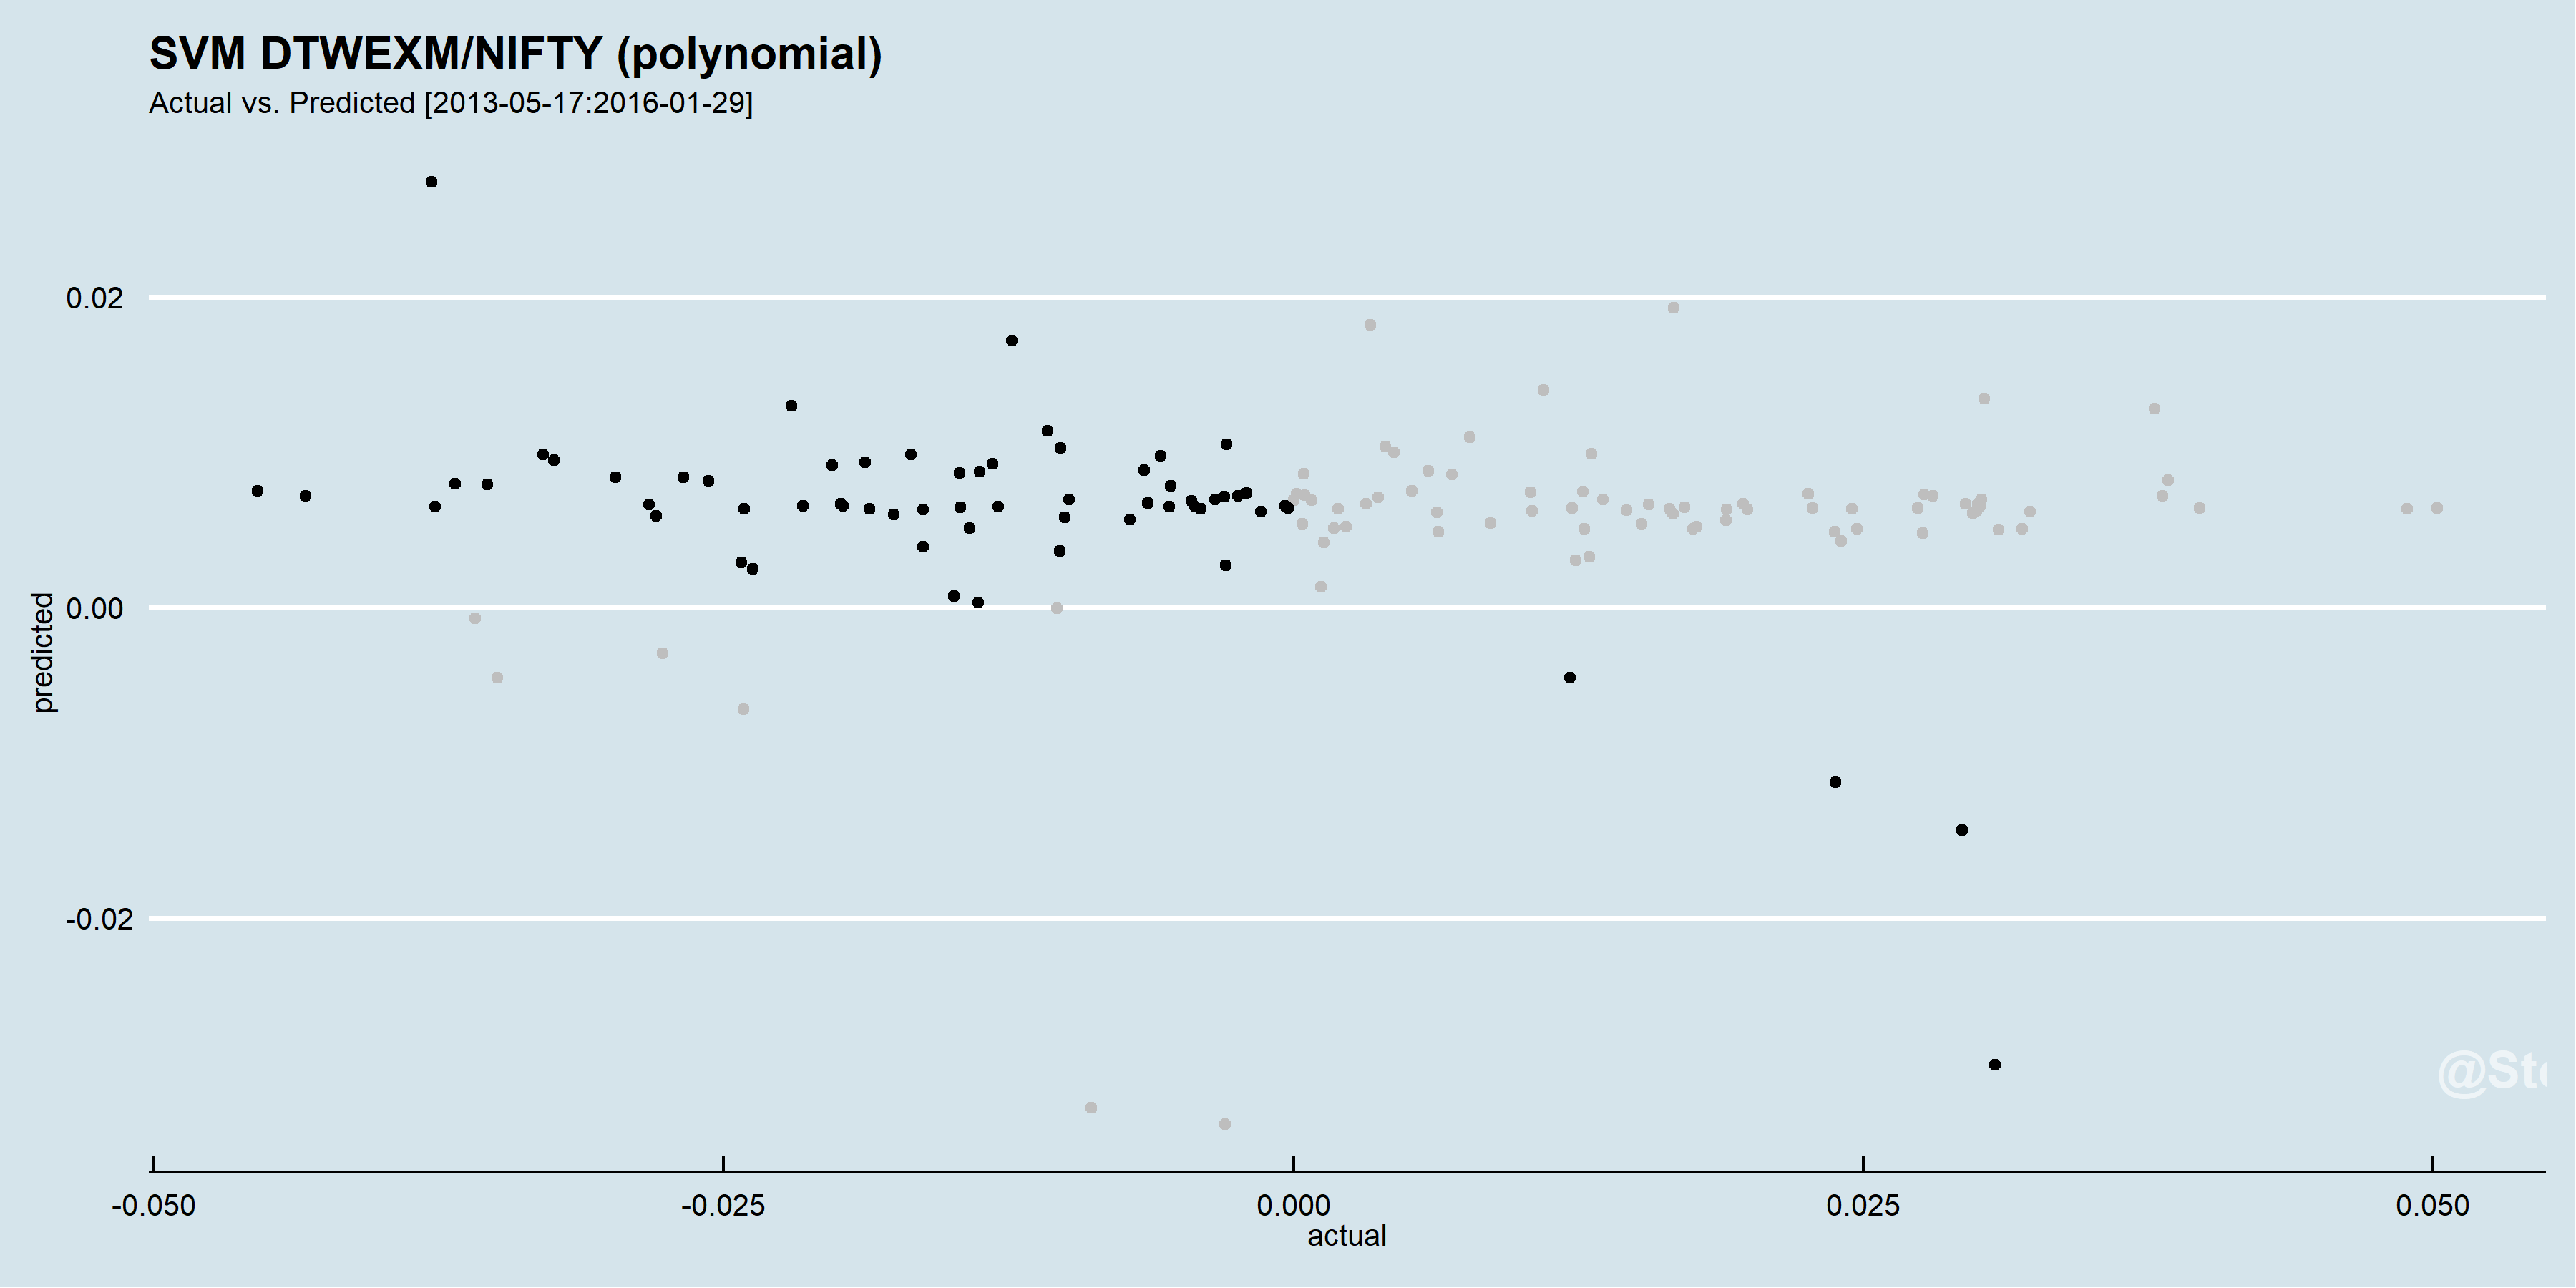 SVM DTWEXM/NIFTY (polynomial)
Actual vs. Predicted [2013-05-17:2016-01-29]
0.02
0.00
-0.02
predicted
-0.050
-0.025
0.000
0.025
0.050
actual